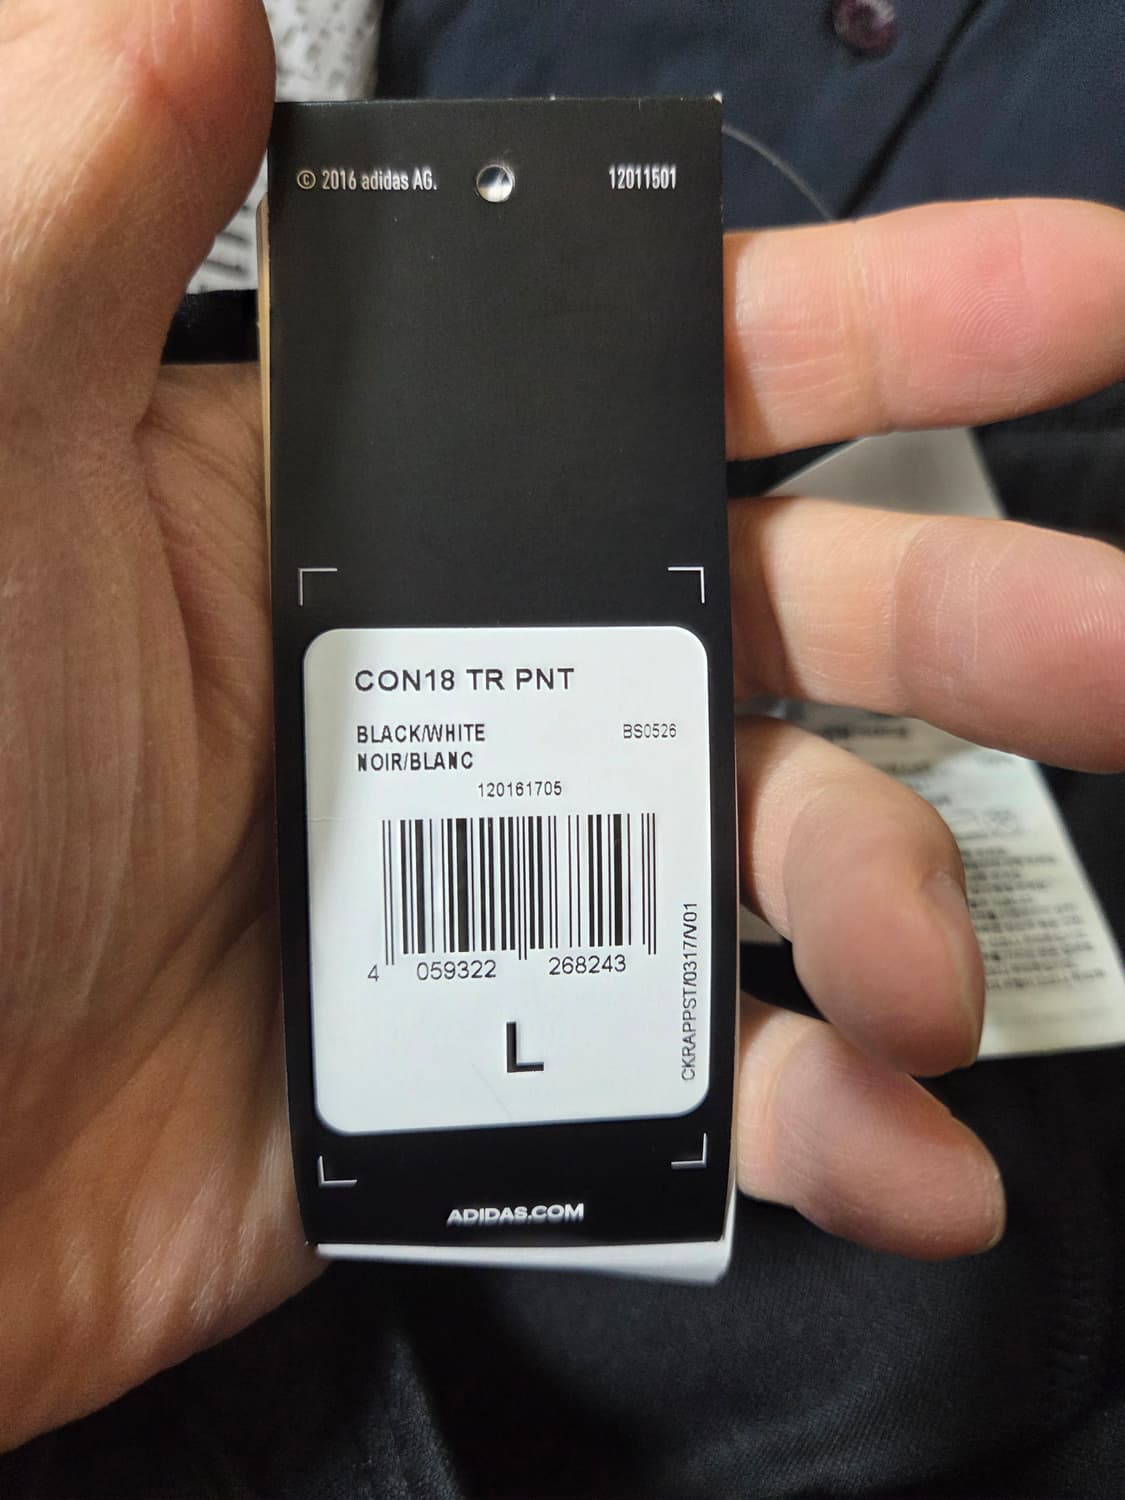 © 2016 adidas AG. 12011501
CON18 TR PNT
BLACK/WHITE BS0526
NOIR/BLANC
120161705
4 059322 268243
CKRAPPST/0317/V01
L
ADIDAS.COM